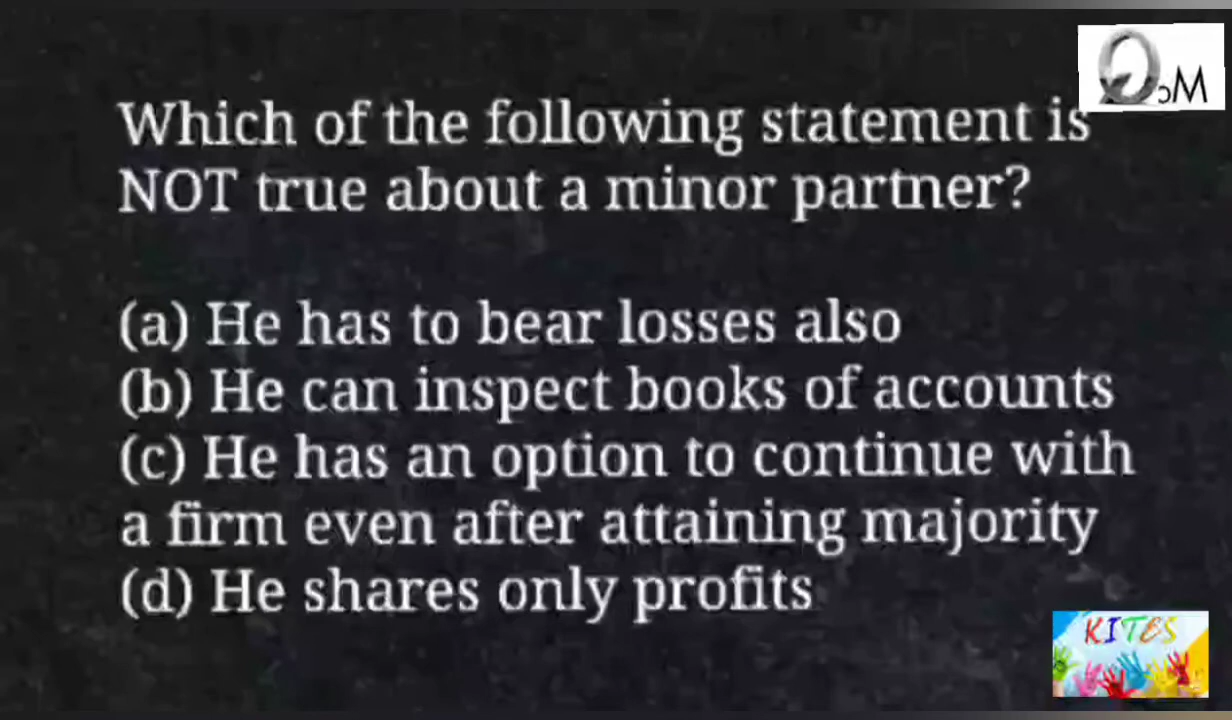 QoM
Which of the following statement is
NOT true about a minor partner?
(a) He has to bear losses also
(b) He can inspect books of accounts
(c) He has an option to continue with
a firm even after attaining majority
(d) He shares only profits
KITES